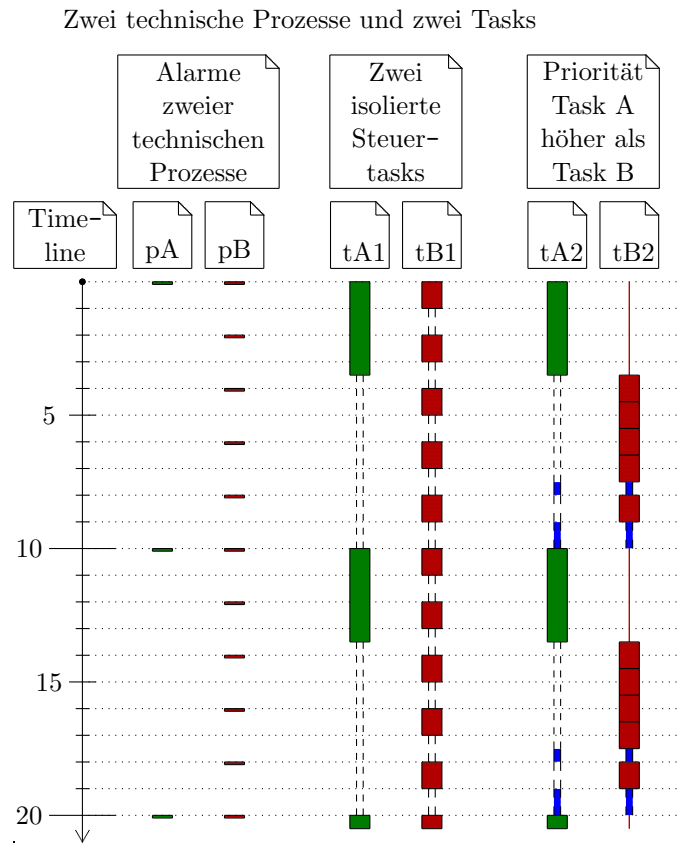 Zwei technische Prozesse und zwei Tasks
Alarme
zweier
technischen
Prozesse
Zwei
isolierte
Steuer-
tasks
Priorität
Task A
höher als
Task B
Time-
line
pA
pB
tA1
tB1
tA2
tB2
5
10
15
20